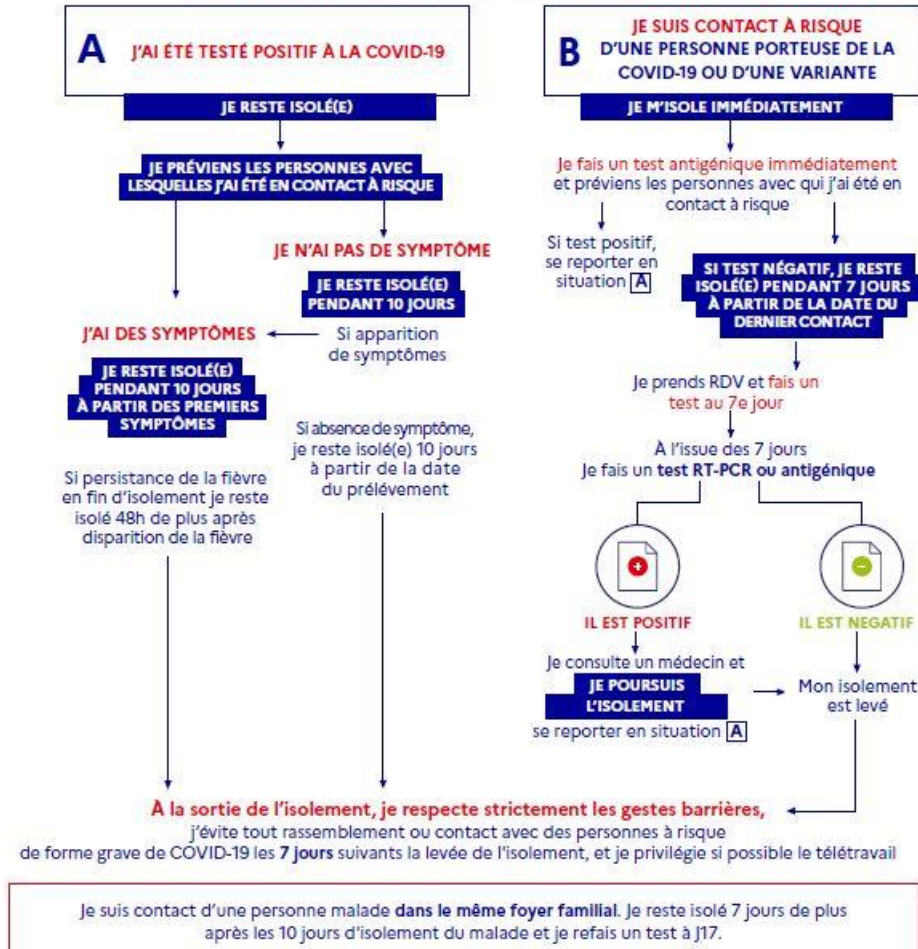 A
J'AI ÉTÉ TESTÉ POSITIF À LA COVID-19
JE RESTE ISOLÉ(E)
JE PRÉVIENS LES PERSONNES AVEC
LESQUELLES J'AI ÉTÉ EN CONTACT À RISQUE
JE N'AI PAS DE SYMPTÔME
JE RESTE ISOLÉ(E)
PENDANT 10 JOURS
Si apparition
de symptômes
J'AI DES SYMPTÔMES
JE RESTE ISOLÉ(E)
PENDANT 10 JOURS
À PARTIR DES PREMIERS
SYMPTÔMES
Si persistance de la fièvre
en fin d'isolement je reste
isolé 48h de plus après
disparition de la fièvre
Si absence de symptôme,
je reste isolé(e) 10 jours
à partir de la date
du prélévement
B
JE SUIS CONTACT À RISQUE
D'UNE PERSONNE PORTEUSE DE LA
COVID-19 OU D'UNE VARIANTE
JE M'ISOLE IMMÉDIATEMENT
Je fais un test antigénique immédiatement
et préviens les personnes avec qui j'ai été en
contact à risque
Si test positif,
se reporter en
situation A
SI TEST NÉGATIF, JE RESTE
ISOLÉ(E) PENDANT 7 JOURS
À PARTIR DE LA DATE DU
DERNIER CONTACT
Je prends RDV et fais un
test au 7e jour
À l'issue des 7 jours
Je fais un test RT-PCR ou antigénique
IL EST POSITIF
Je consulte un médecin et
JE POURSUIS
L'ISOLEMENT
se reporter en situation A
IL EST NEGATIF
Mon isolement
est levé
À la sortie de l'isolement, je respecte strictement les gestes barrières,
j'évite tout rassemblement ou contact avec des personnes à risque
de forme grave de COVID-19 les 7 jours suivants la levée de l'isolement, et je privilégie si possible le télétravail
Je suis contact d'une personne malade dans le même foyer familial. Je reste isolé 7 jours de plus
après les 10 jours d'isolement du malade et je refais un test à J17.